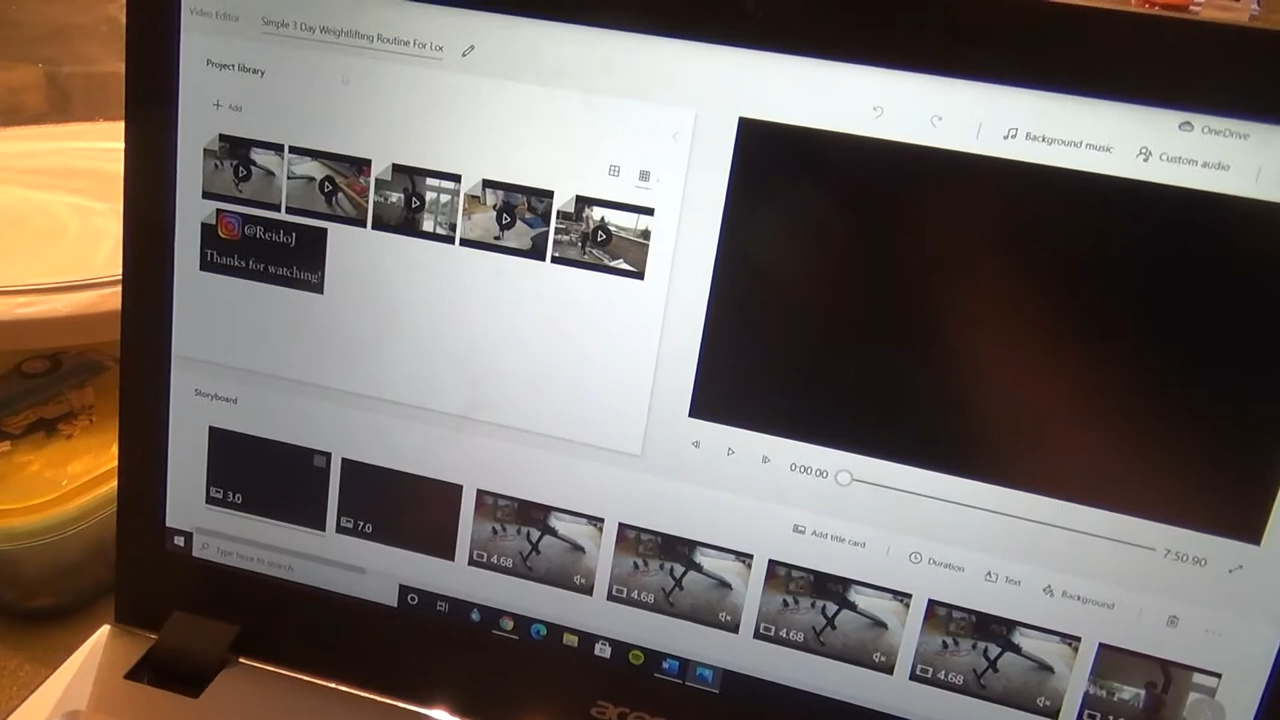 Video Editor
Simple 3 Day Weightlifting Routine For Loc
Project library
+ Add
OneDrive
Background music
Custom audio
@ReidoJ
Thanks for watching!
Storyboard
0:00.00
7:50.90
Add title card
Duration
Text
Background
3.0
7.0
4.68
4.68
4.68
4.68
Type here to search
acer